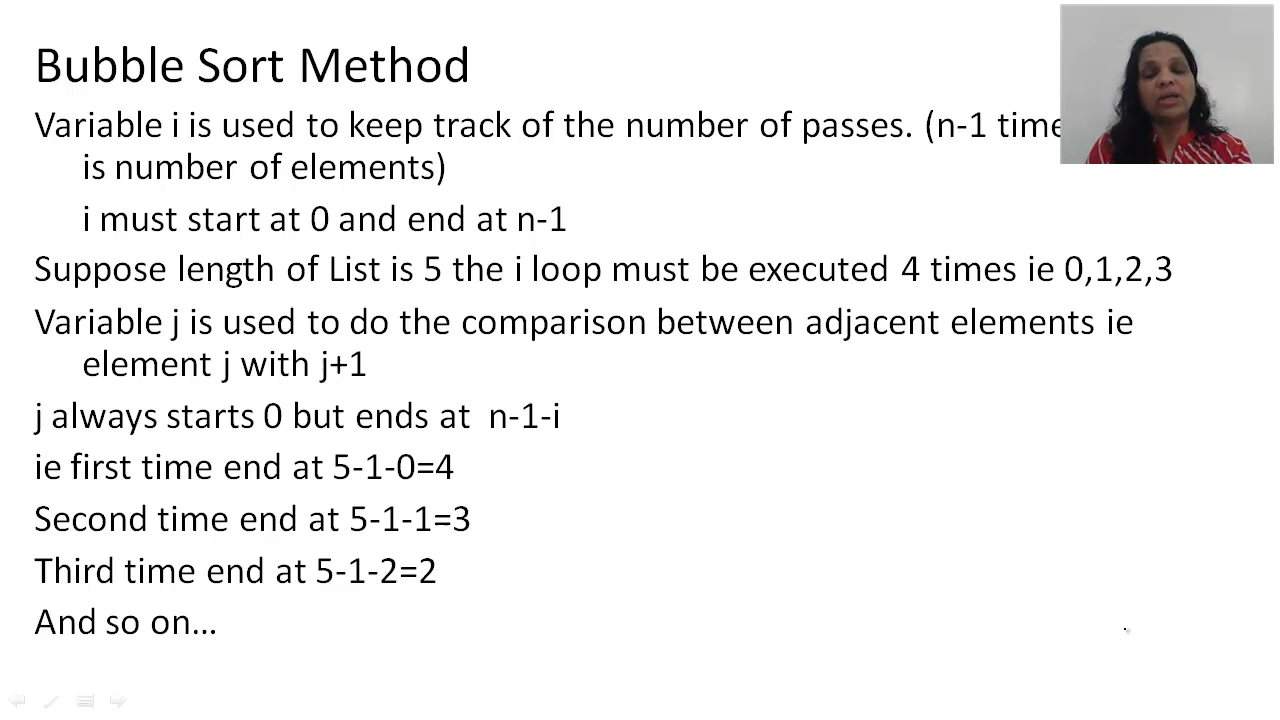 Bubble Sort Method
Variable i is used to keep track of the number of passes. (n-1
is number of elements)
i must start at 0 and end at n-1
Suppose length of List is 5 the i loop must be executed 4 times ie 0,1,2,3
Variable j is used to do the comparison between adjacent elements ie
element j with j+1
j always starts 0 but ends at n-1-i
ie first time end at 5-1-0=4
Second time end at 5-1-1=3
Third time end at 5-1-2=2
And so on...